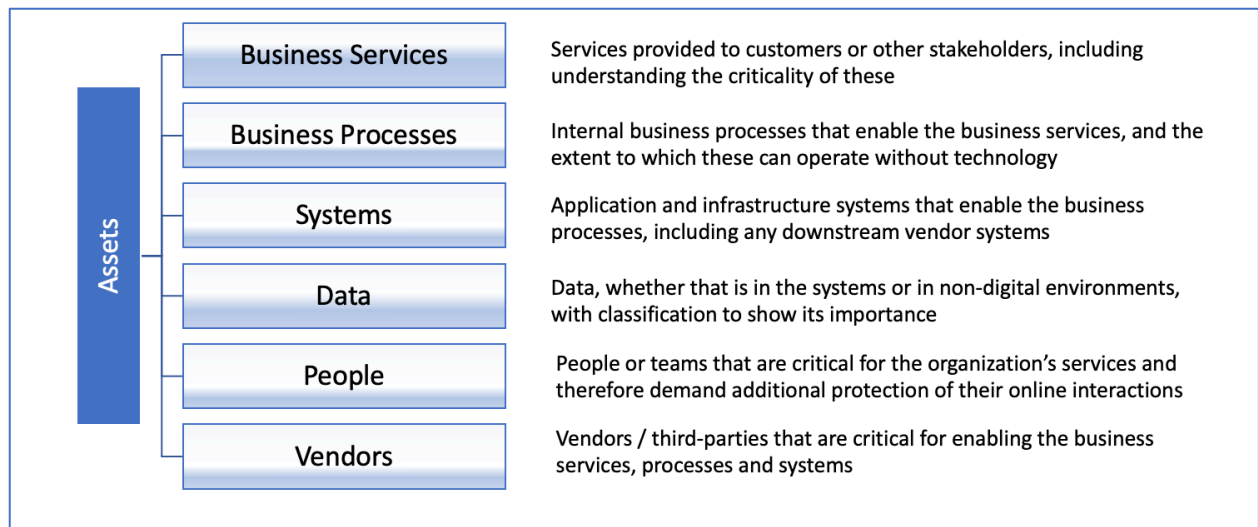 Assets
Business Services
Services provided to customers or other stakeholders, including
understanding the criticality of these
Business Processes
Internal business processes that enable the business services, and the
extent to which these can operate without technology
Systems
Application and infrastructure systems that enable the business
processes, including any downstream vendor systems
Data
Data, whether that is in the systems or in non-digital environments,
with classification to show its importance
People
People or teams that are critical for the organization’s services and
therefore demand additional protection of their online interactions
Vendors
Vendors / third-parties that are critical for enabling the business
services, processes and systems